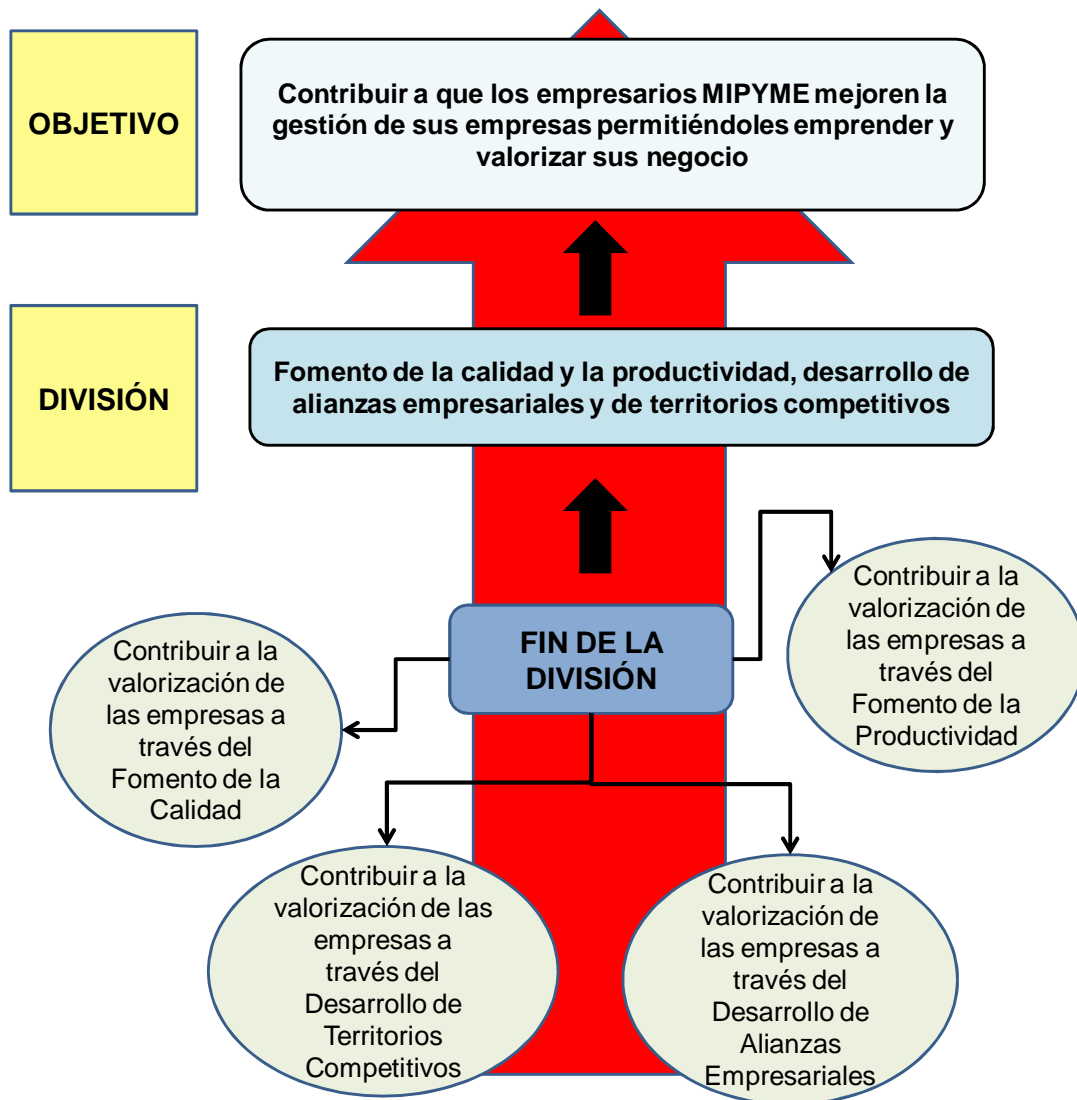 OBJETIVO
Contribuir a que los empresarios MIPYME mejoren la
gestión de sus empresas permitiéndoles emprender y
valorizar sus negocio
DIVISIÓN
Fomento de la calidad y la productividad, desarrollo de
alianzas empresariales y de territorios competitivos
FIN DE LA
DIVISIÓN
Contribuir a la
valorización de
las empresas a
través del
Fomento de la
Productividad
Contribuir a la
valorización de
las empresas a
través del
Fomento de la
Calidad
Contribuir a la
valorización de las
empresas a
través del
Desarrollo de
Territorios
Competitivos
Contribuir a la
valorización de
las empresas a
través del
Desarrollo de
Alianzas
Empresariales